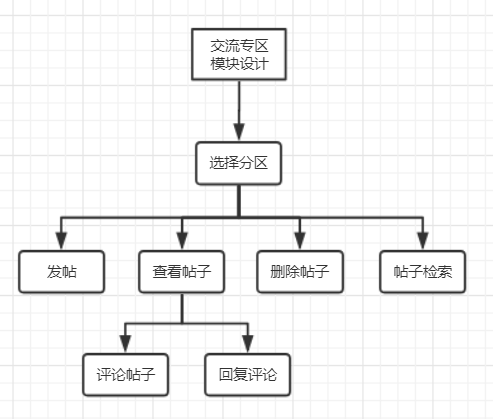 交流专区
模块设计
选择分区
发帖
查看帖子
删除帖子
帖子检索
评论帖子
回复评论